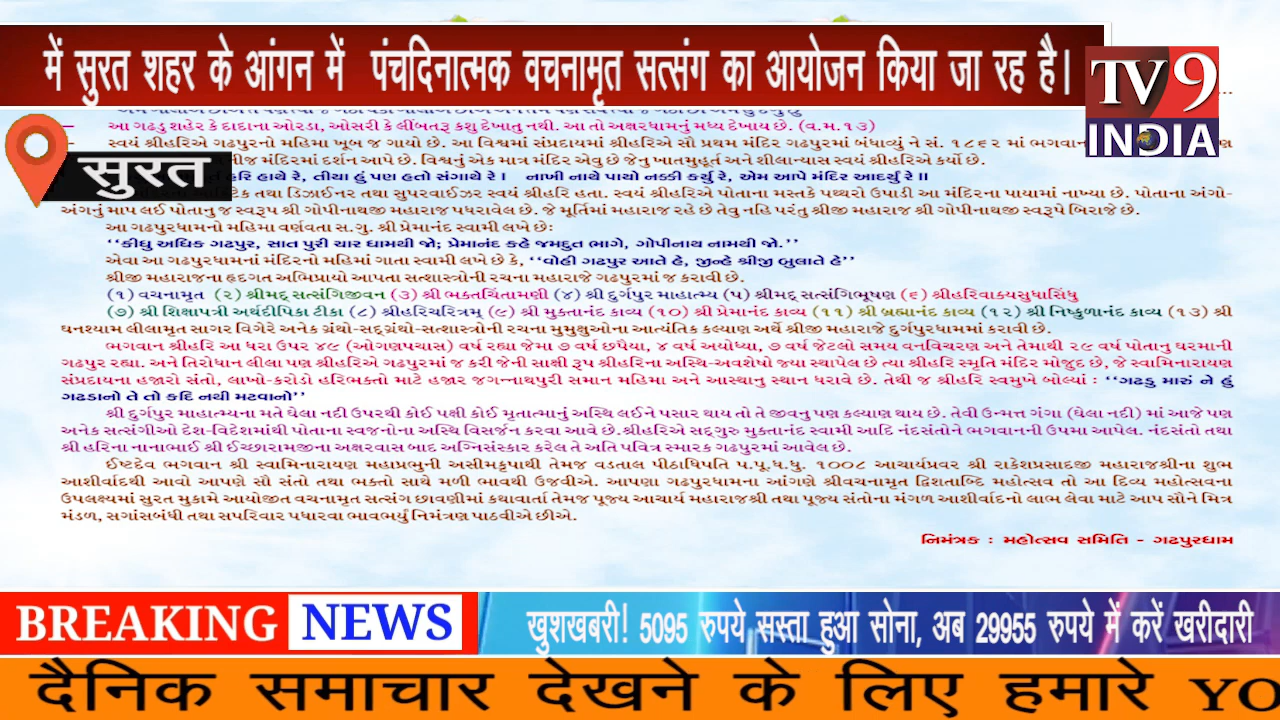 में सुरत शहर के आंगन में पंचदिनात्मक वचनामृत सत्संग का आयोजन किया जा रह है।
TV9
INDIA
આ ગઢડુ શહેર કે દાદાના ઓરડા, ઓસરી કે લીંબતરૂ કશુ દેખાતુ નથી. આ તો અક્ષરધામનું મધ્ય દેખાય છે. (વ.મ.૧૩)
સ્વયં શ્રીહરિએ ગઢપુરનો મહિમા ખૂબ જ ગાયો છે. આ વિશ્વમાં સંપ્રદાયમાં શ્રીહરિએ સૌ પ્રથમ મંદિર ગઢપુરમાં બંધાવ્યું ને સં. ૧૮૬૨ માં ભગવાન
सुरत
મંદિરમાં દર્શન આપે છે. વિશ્વનું એક માત્ર મંદિર એવુ છે જેનુ ખાતમુહૂર્ત અને શીલાન્યાસ સ્વયં શ્રીહરિએ કર્યો છે.
હરિ હાથે રે, તીયા હું પણ હતો સંગાથે રે । નાખી નાથે પાયો નક્કી કર્યું રે, એમ આપે મંદિર આદર્યુ રે ॥
તથા ડિઝાઈનર તથા સુપરવાઈઝર સ્વયં શ્રીહરિ હતા. સ્વયં શ્રીહરિએ પોતાના મસ્તકે પથ્થરો ઉપાડી આ મંદિરના પાયામાં નાખ્યા છે. પોતાના અંગો-
અંગનું માપ લઈ પોતાનુ જ સ્વરૂપ શ્રી ગોપીનાથજી મહારાજ પધરાવેલ છે. જે મૂર્તિમાં મહારાજ રહે છે તેવુ નહિ પરંતુ શ્રીજી મહારાજ શ્રી ગોપીનાથજી સ્વરૂપે બિરાજે છે.
આ ગઢપુરધામનો મહિમા વર્ણવતા સ.ગુ. શ્રી પ્રેમાનંદ સ્વામી લખે છેઃ
‘‘કીધુ અધિક ગઢપુર, સાત પુરી ચાર ધામથી જો; પ્રેમાનંદ કહે જમદુત ભાગે, ગોપીનાથ નામથી જો.’’
એવા આ ગઢપુરધામનાં મંદિરનો મહિમા ગાતા સ્વામી લખે છે કે, ‘‘વોહી ગઢપુર આતે હે, જીન્હે શ્રીજી બુલાતે હે’’
શ્રીજી મહારાજના હૃદગત અભિપ્રાયો આપતા સત્શાસ્ત્રોની રચના મહારાજે ગઢપુરમાં જ કરાવી છે.
(૧) વચનામૃત (૨) શ્રીમદ્ સત્સંગિજીવન (૩) શ્રી ભક્તચિંતામણી (૪) શ્રી દુર્ગપુર માહાત્મ્ય (૫) શ્રીમદ્ સત્સંગિભૂષણ (૬) શ્રીહરિવાક્યસુધાસિંધુ
(૭) શ્રી શિક્ષાપત્રી અર્થદીપિકા ટીકા (૮) શ્રીહરિચરિત્રમ્ (૯) શ્રી મુક્તાનંદ કાવ્ય (૧૦) શ્રી પ્રેમાનંદ કાવ્ય (૧૧) શ્રી બ્રહ્માનંદ કાવ્ય (૧૨) શ્રી નિષ્કુળાનંદ કાવ્ય (૧૩) શ્રી
ઘનશ્યામ લીલામૃત સાગર વિગેરે અનેક ગ્રંથો-સદ્ગ્રંથો-સત્શાસ્ત્રોની રચના મુમુક્ષુઓના આત્યંતિક કલ્યાણ અર્થે શ્રીજી મહારાજે દુર્ગપુરધામમાં કરાવી છે.
ભગવાન શ્રીહરિ આ ધરા ઉપર ૪૯ (ઓગણપચાસ) વર્ષ રહ્યા જેમા ૭ વર્ષ છપૈયા, ૪ વર્ષ અયોધ્યા, ૭ વર્ષ જેટલો સમય વનવિચરણ અને તેમાથી ૨૯ વર્ષ પોતાનુ ઘરમાની
ગઢપુર રહ્યા. અને તિરોધાન લીલા પણ શ્રીહરિએ ગઢપુરમાં જ કરી જેની સાક્ષી રૂપ શ્રીહરિના અસ્થિ-અવશેષો જ્યા સ્થાપેલ છે ત્યા શ્રીહરિ સ્મૃતિ મંદિર મોજુદ છે, જે સ્વામિનારાયણ
સંપ્રદાયના હજારો સંતો, લાખો-કરોડો હરિભક્તો માટે હજાર જગન્નાથપુરી સમાન મહિમા અને આસ્થાનુ સ્થાન ધરાવે છે. તેથી જ શ્રીહરિ સ્વમુખે બોલ્યાં : ‘‘ગઢડુ મારું ને હું
ગઢડાનો તે તો કદિ નથી મટવાનો’’
શ્રી દુર્ગપુર માહાત્મ્યના મતે ઘેલા નદી ઉપરથી કોઈ પક્ષી કોઈ મૃતાત્માનું અસ્થિ લઈને પસાર થાય તો તે જીવનુ પણ કલ્યાણ થાય છે. તેવી ઉન્મત્ત ગંગા (ઘેલા નદી) માં આજે પણ
અનેક સત્સંગીઓ દેશ-વિદેશમાંથી પોતાના સ્વજનોના અસ્થિ વિસર્જન કરવા આવે છે. શ્રીહરિએ સદ્ગુરુ મુક્તાનંદ સ્વામી આદિ નંદસંતોને ભગવાનની ઉપમા આપેલ. નંદસંતો તથા
શ્રી હરિના નાનાભાઈ શ્રી ઈચ્છારામજીના અક્ષરવાસ બાદ અગ્નિસંસ્કાર કરેલ તે અતિ પવિત્ર સ્મારક ગઢપુરમાં આવેલ છે.
ઈષ્ટદેવ ભગવાન શ્રી સ્વામિનારાયણ મહાપ્રભુની અસીમકૃપાથી તેમજ વડતાલ પીઠાધિપતિ પ.પૂ.ધ.ધુ. ૧૦૦૮ આચાર્યપ્રવર શ્રી રાકેશપ્રસાદજી મહારાજશ્રીના શુભ
આશીર્વાદથી આવો આપણે સૌ સંતો તથા ભક્તો સાથે મળી ભાવથી ઉજવીએ. આપણા ગઢપુરધામના આંગણે શ્રીવચનામૃત દ્વિશતાબ્દિ મહોત્સવ તો આ દિવ્ય મહોત્સવના
ઉપલક્ષ્યમાં સુરત મુકામે આયોજીત વચનામૃત સત્સંગ છાવણીમાં કથાવાર્તા તેમજ પૂજ્ય આચાર્ય મહારાજશ્રી તથા પૂજ્ય સંતોના મંગળ આશીર્વાદનો લાભ લેવા માટે આપ સૌને મિત્ર
મંડળ, સગાંસબંધી તથા સપરિવાર પધારવા ભાવભર્યું નિમંત્રણ પાઠવીએ છીએ.
નિમંત્રક : મહોત્સવ સમિતિ - ગઢપુરધામ
BREAKING NEWS
खुशखबरी! 5095 रुपये सस्ता हुआ सोना, अब 29955 रुपये में करें खरीदारी
दैनिक समाचार देखने के लिए हमारे YO